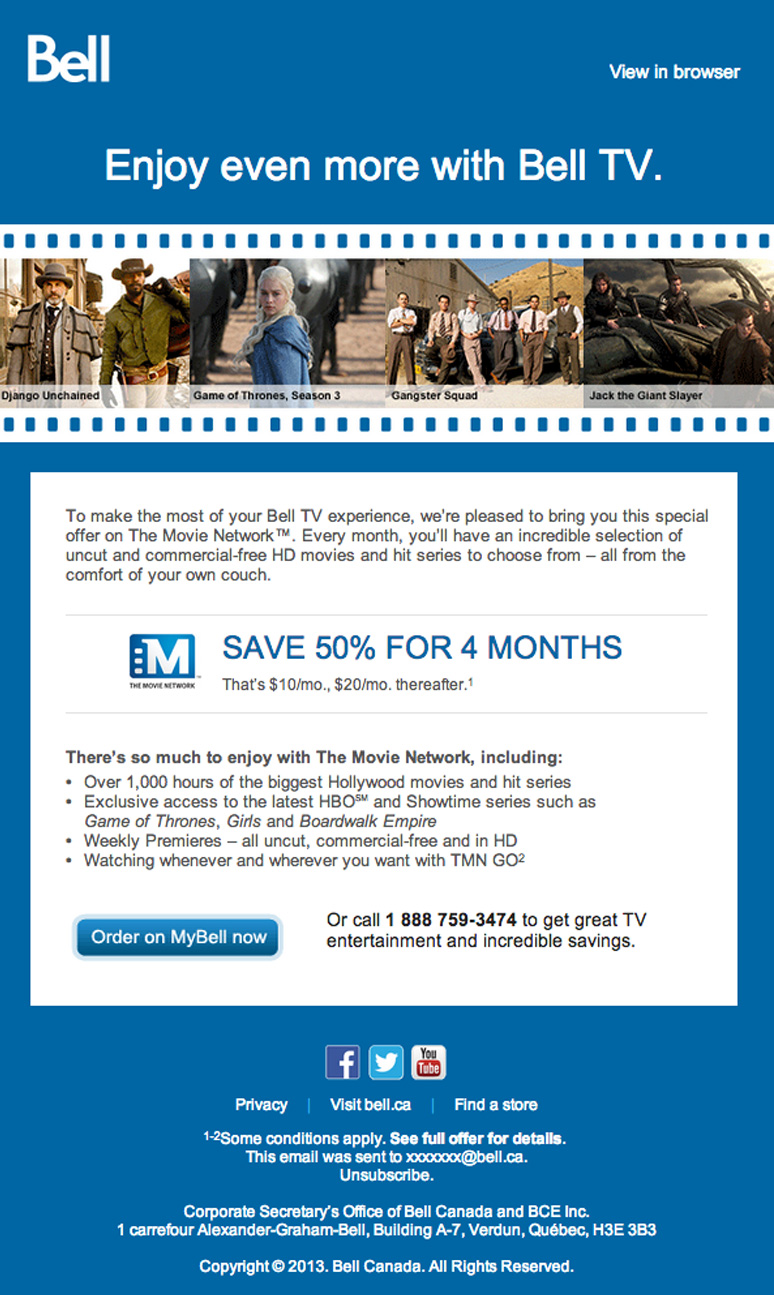 Bell
View in browser
Enjoy even more with Bell TV.
Django Unchained
Game of Thrones, Season 3
Gangster Squad
Jack the Giant Slayer
To make the most of your Bell TV experience, we're pleased to bring you this special
offer on The Movie Network™. Every month, you'll have an incredible selection of
uncut and commercial-free HD movies and hit series to choose from – all from the
comfort of your own couch.
M
THE MOVIE NETWORK™
SAVE 50% FOR 4 MONTHS
That's $10/mo., $20/mo. thereafter.¹
There's so much to enjoy with The Movie Network, including:
• Over 1,000 hours of the biggest Hollywood movies and hit series
• Exclusive access to the latest HBO℠ and Showtime series such as
Game of Thrones, Girls and Boardwalk Empire
• Weekly Premieres – all uncut, commercial-free and in HD
• Watching whenever and wherever you want with TMN GO²
Order on MyBell now
Or call 1 888 759-3474 to get great TV
entertainment and incredible savings.
f
You
Tube
Privacy | Visit bell.ca | Find a store
¹⁻²Some conditions apply. See full offer for details.
This email was sent to xxxxxxx@bell.ca.
Unsubscribe.
Corporate Secretary's Office of Bell Canada and BCE Inc.
1 carrefour Alexander-Graham-Bell, Building A-7, Verdun, Québec, H3E 3B3
Copyright © 2013. Bell Canada. All Rights Reserved.